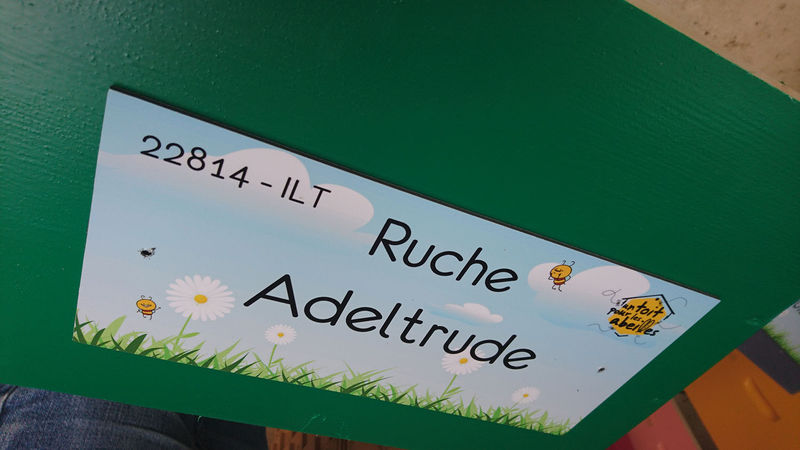 22814 - ILT
Ruche
Adeltrude
un toit
pour les
abeilles